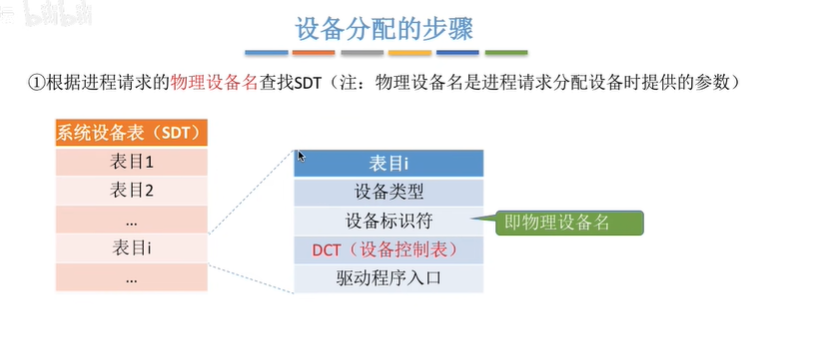 设备分配的步骤
①根据进程请求的物理设备名查找SDT（注：物理设备名是进程请求分配设备时提供的参数）
系统设备表（SDT）
表目1
表目2
...
表目i
...
表目i
设备类型
设备标识符
即物理设备名
DCT（设备控制表）
驱动程序入口